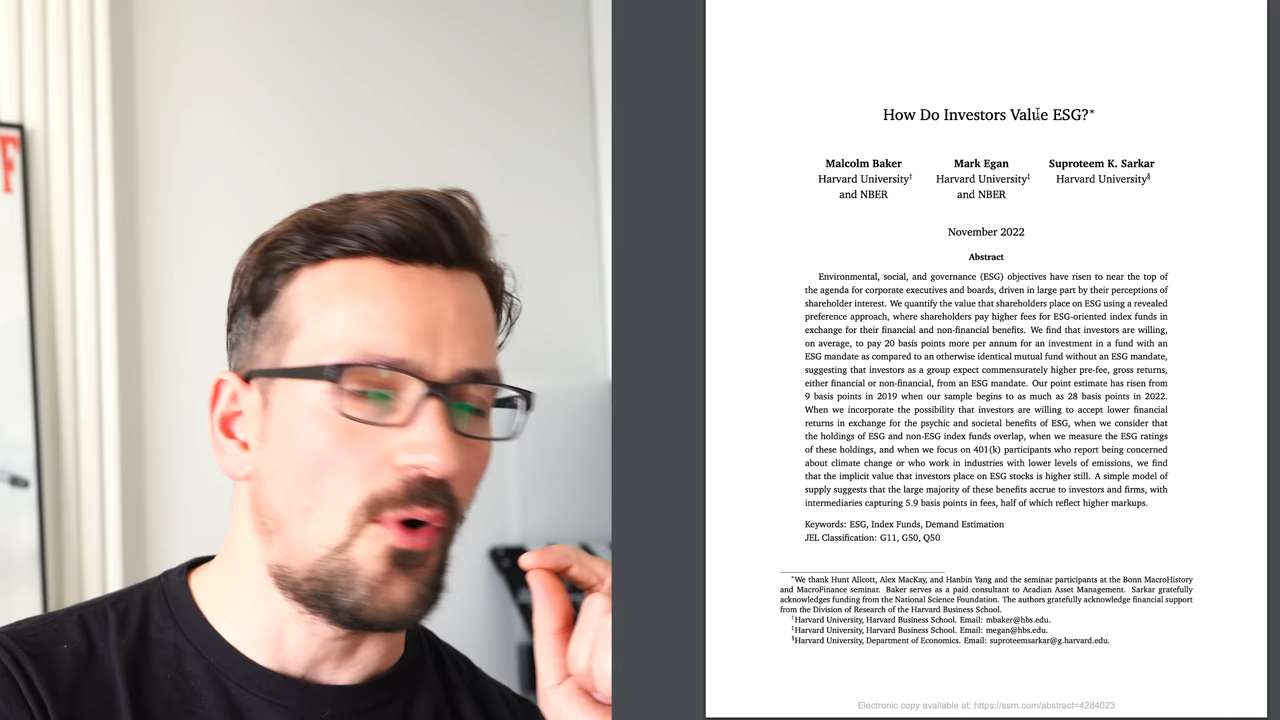 F
How Do Investors Value ESG?*
Malcolm Baker Mark Egan Suproteem K. Sarkar
Harvard University† Harvard University‡ Harvard University§
and NBER and NBER
November 2022
Abstract
Environmental, social, and governance (ESG) objectives have risen to near the top of
the agenda for corporate executives and boards, driven in large part by their perceptions of
shareholder interest. We quantify the value that shareholders place on ESG using a revealed
preference approach, where shareholders pay higher fees for ESG-oriented index funds in
exchange for their financial and non-financial benefits. We find that investors are willing,
on average, to pay 20 basis points more per annum for an investment in a fund with an
ESG mandate as compared to an otherwise identical mutual fund without an ESG mandate,
suggesting that investors as a group expect commensurately higher pre-fee, gross returns,
either financial or non-financial, from an ESG mandate. Our point estimate has risen from
9 basis points in 2019 when our sample begins to as much as 28 basis points in 2022.
When we incorporate the possibility that investors are willing to accept lower financial
returns in exchange for the psychic and societal benefits of ESG, when we consider that
the holdings of ESG and non-ESG index funds overlap, when we measure the ESG ratings
of these holdings, and when we focus on 401(k) participants who report being concerned
about climate change or who work in industries with lower levels of emissions, we find
that the implicit value that investors place on ESG stocks is higher still. A simple model of
supply suggests that the large majority of these benefits accrue to investors and firms, with
intermediaries capturing 5.9 basis points in fees, half of which reflect higher markups.
Keywords: ESG, Index Funds, Demand Estimation
JEL Classification: G11, G50, Q50
*We thank Hunt Allcott, Alex MacKay, and Hanbin Yang and the seminar participants at the Bonn MacroHistory
and MacroFinance seminar. Baker serves as a paid consultant to Acadian Asset Management. Sarkar gratefully
acknowledges funding from the National Science Foundation. The authors gratefully acknowledge financial support
from the Division of Research of the Harvard Business School.
†Harvard University, Harvard Business School. Email: mbaker@hbs.edu.
‡Harvard University, Harvard Business School. Email: megan@hbs.edu.
§Harvard University, Department of Economics. Email: suproteemsarkar@g.harvard.edu.
Electronic copy available at: https://ssrn.com/abstract=4284023